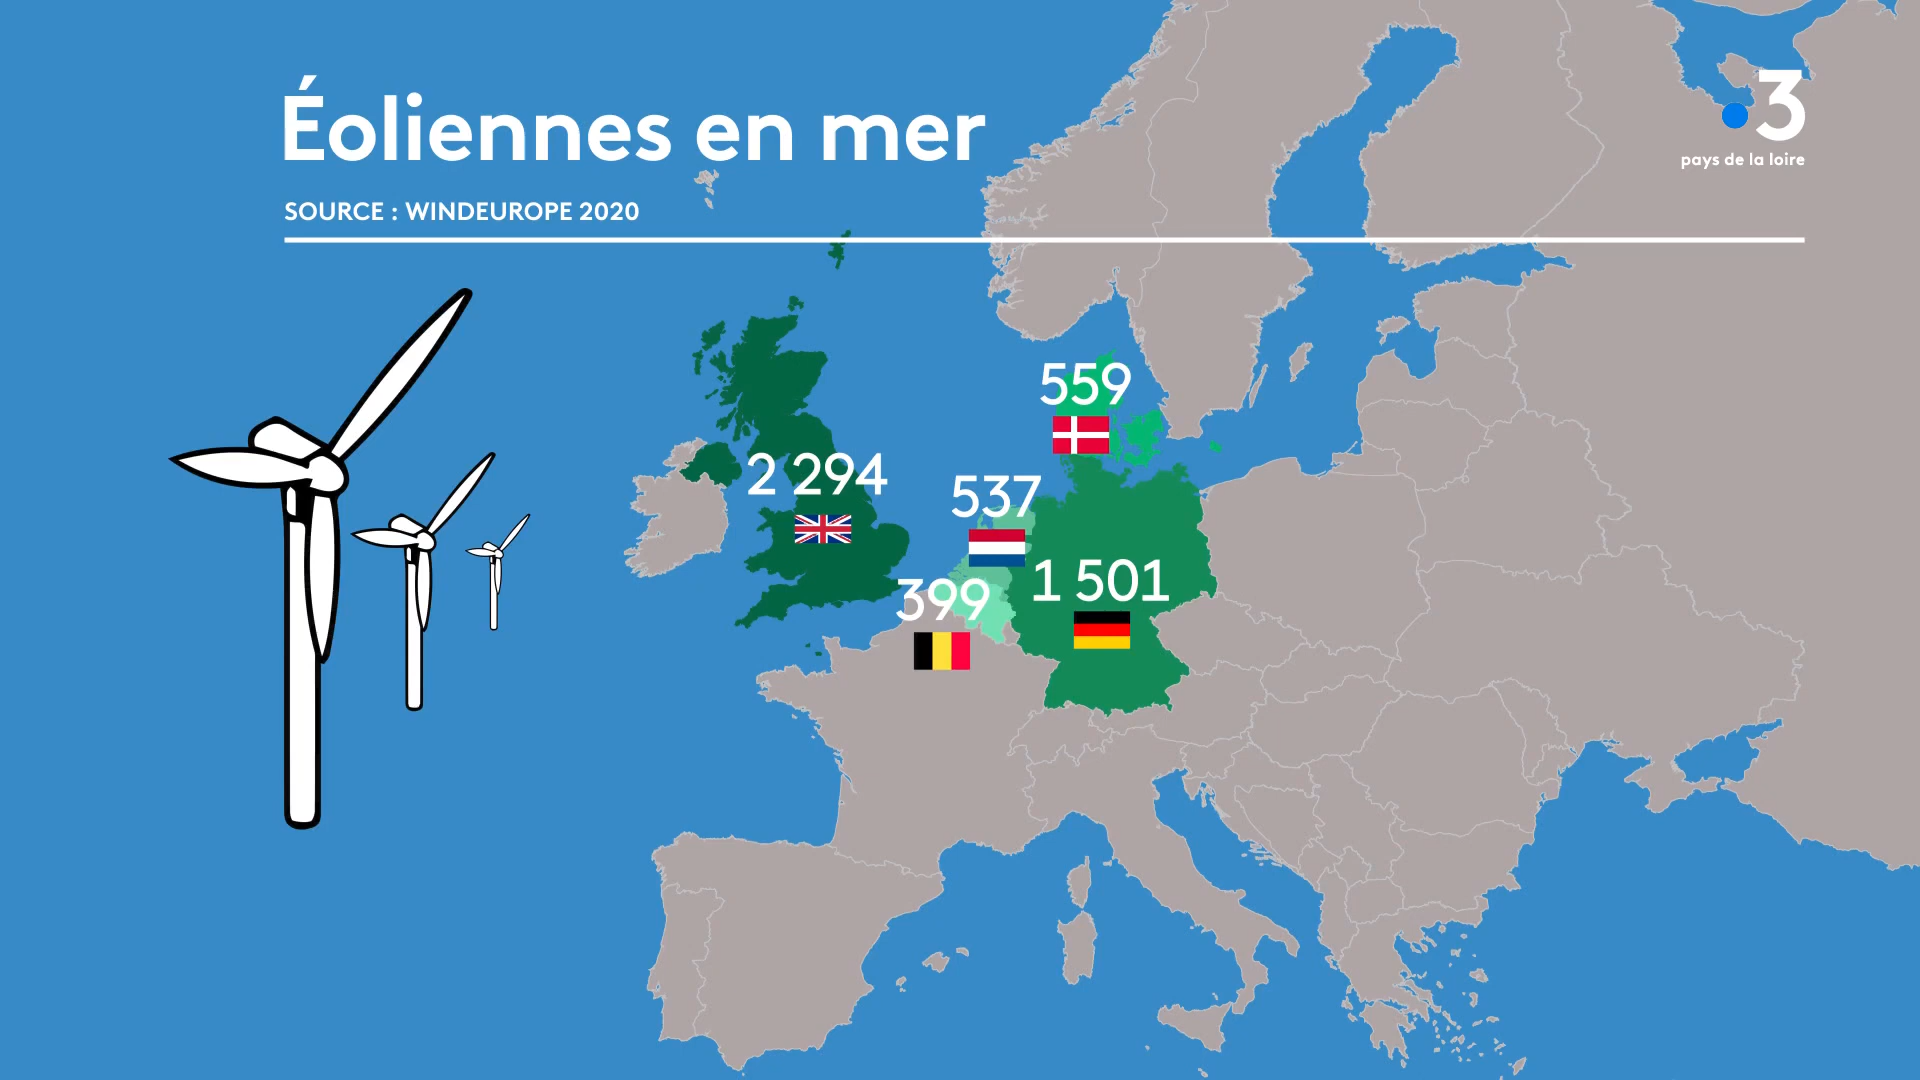 Éoliennes en mer
3
pays de la loire
SOURCE : WINDEUROPE 2020
559
2 294
537
1 501
399